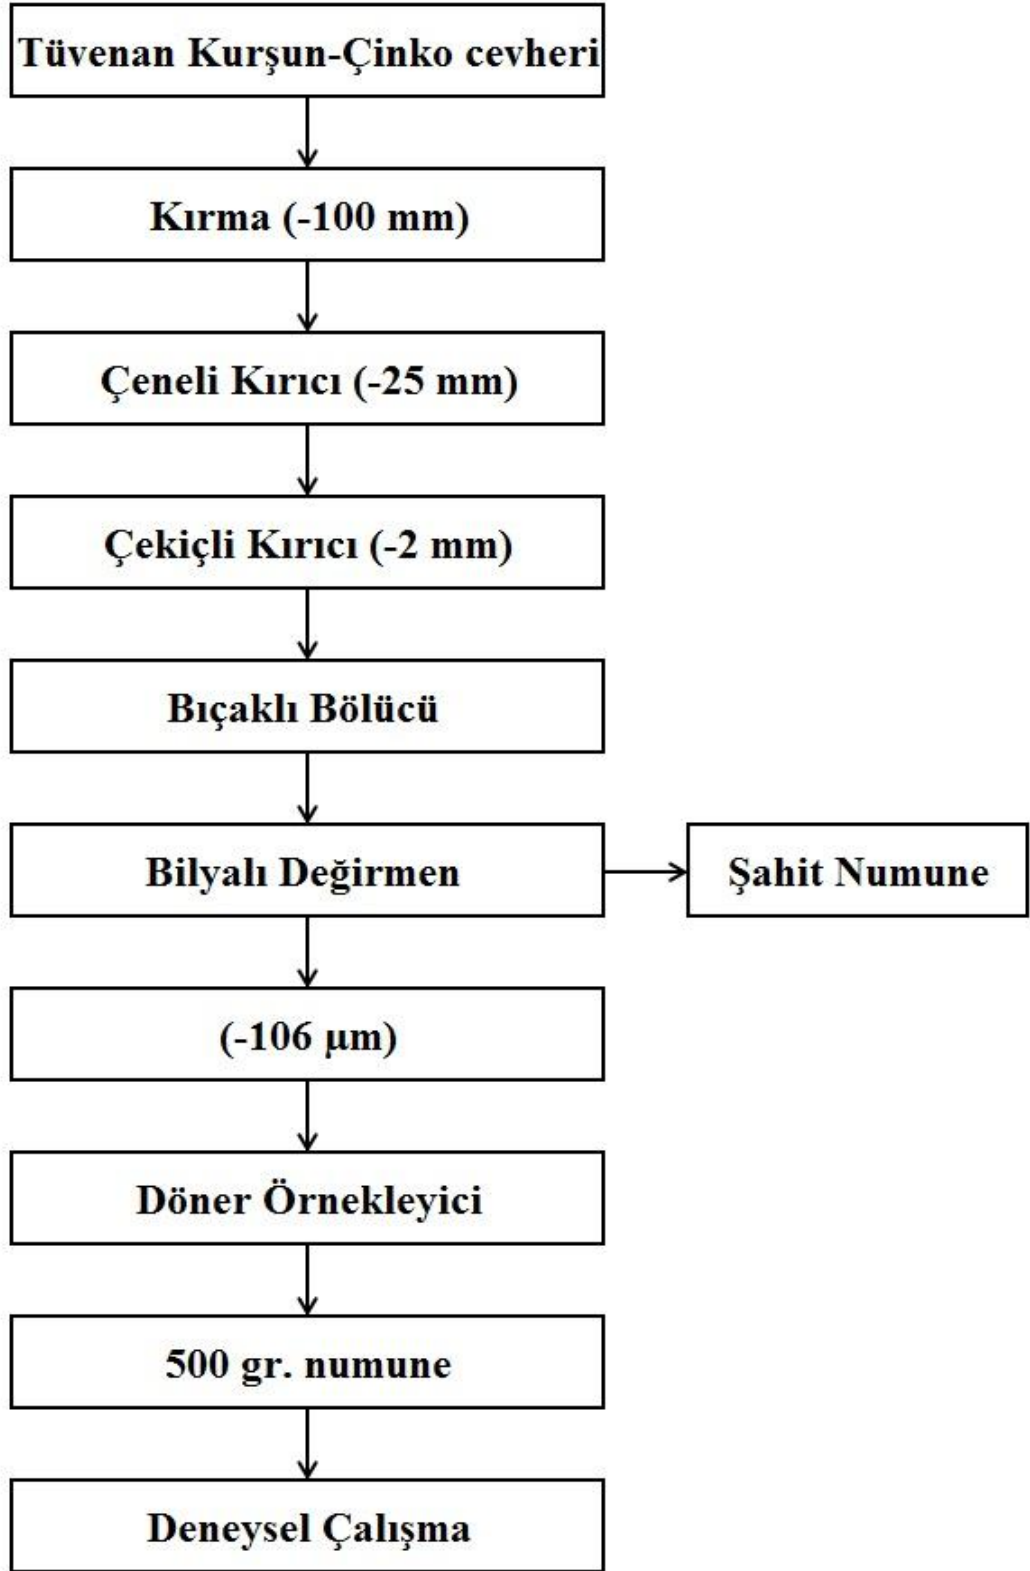 Tüvenan Kurşun-Çinko cevheri
Kırma (-100 mm)
Çeneli Kırıcı (-25 mm)
Çekiçli Kırıcı (-2 mm)
Bıçaklı Bölücü
Bilyalı Değirmen
Şahit Numune
(-106 µm)
Döner Örnekleyici
500 gr. numune
Deneysel Çalışma